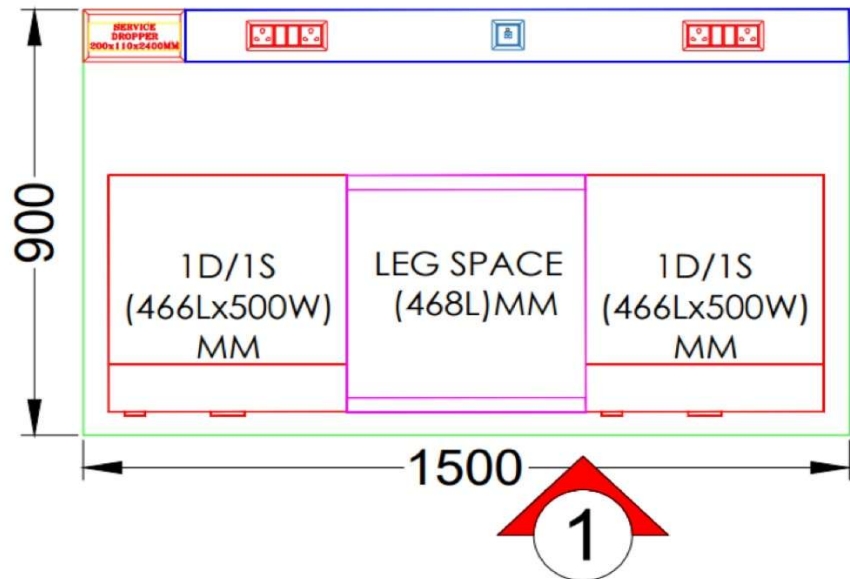 SERVICE
DROPPER
200x110x2400MM
900
1D/1S
(466Lx500W)
MM
LEG SPACE
(468L)MM
1D/1S
(466Lx500W)
MM
1500
1